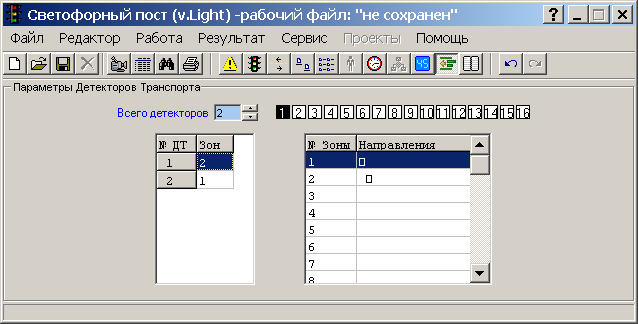 Светофорный пост (v.Light) -рабочий файл: "не сохранен"
Файл Редактор Работа Результат Сервис Проекты Помощь
45
Параметры Детекторов Транспорта
Всего детекторов 2 1 2 3 4 5 6 7 8 9 10 11 12 13 14 15 16
№ ДТ Зон
1 2
2 1
№ Зоны Направления
1
2
3
4
5
6
7
8